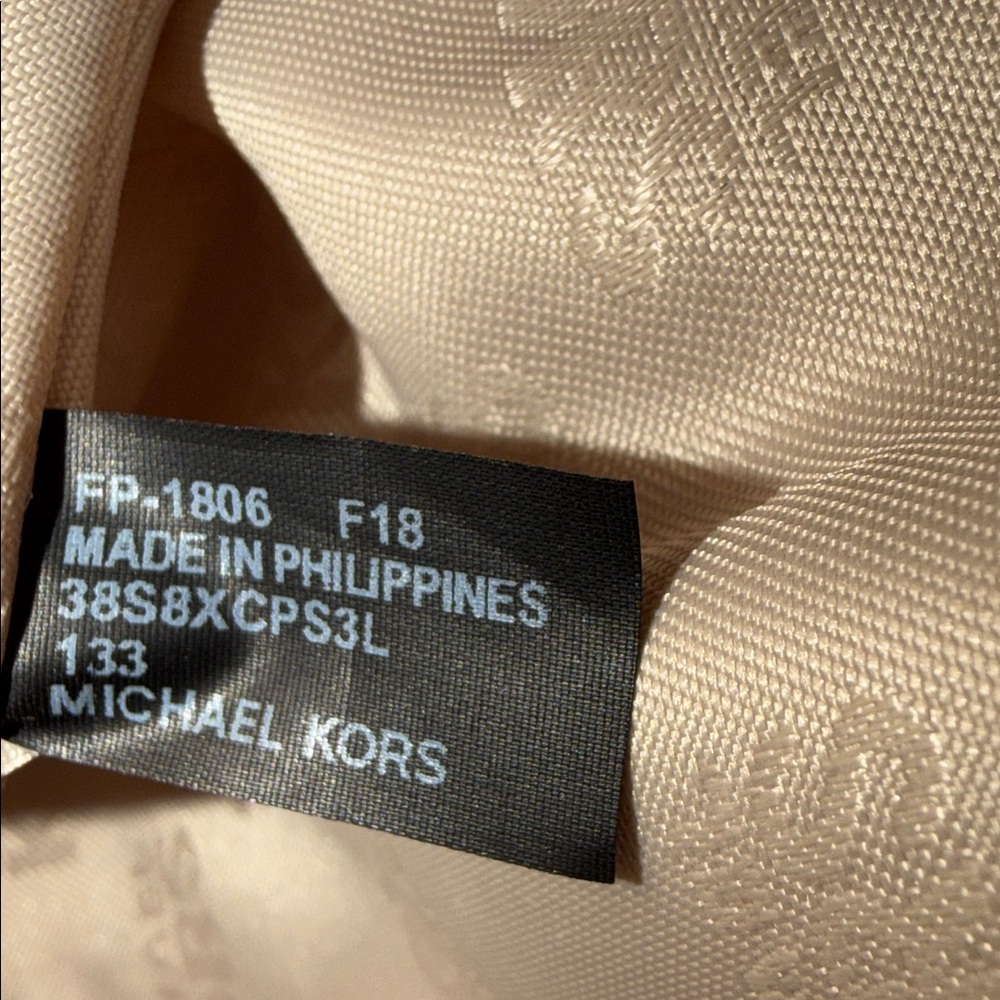 FP-1806 F18
MADE IN PHILIPPINES
38S8XCPS3L
133
MICHAEL KORS